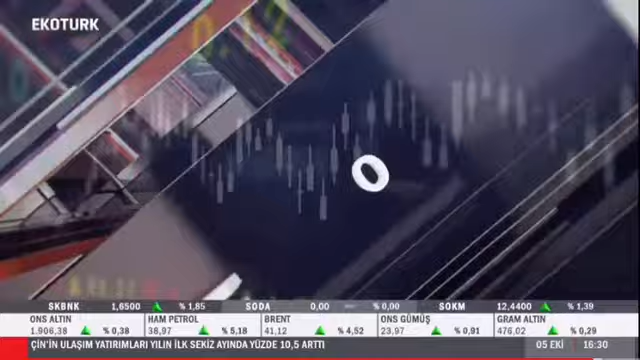 EKOTURK
O
SKBNK 1,6500 % 1,85 SODA 0,00 % 0,00 SOKM 12,4400 % 1,39
ONS ALTIN HAM PETROL BRENT ONS GÜMÜŞ GRAM ALTIN
1.906,38 % 0,38 38,97 % 5,18 41,12 % 4,52 23,97 % 0,91 476,02 % 0,29
ÇİN'İN ULAŞIM YATIRIMLARI YILIN İLK SEKİZ AYINDA YÜZDE 10,5 ARTTI 05 EKİ 16:30